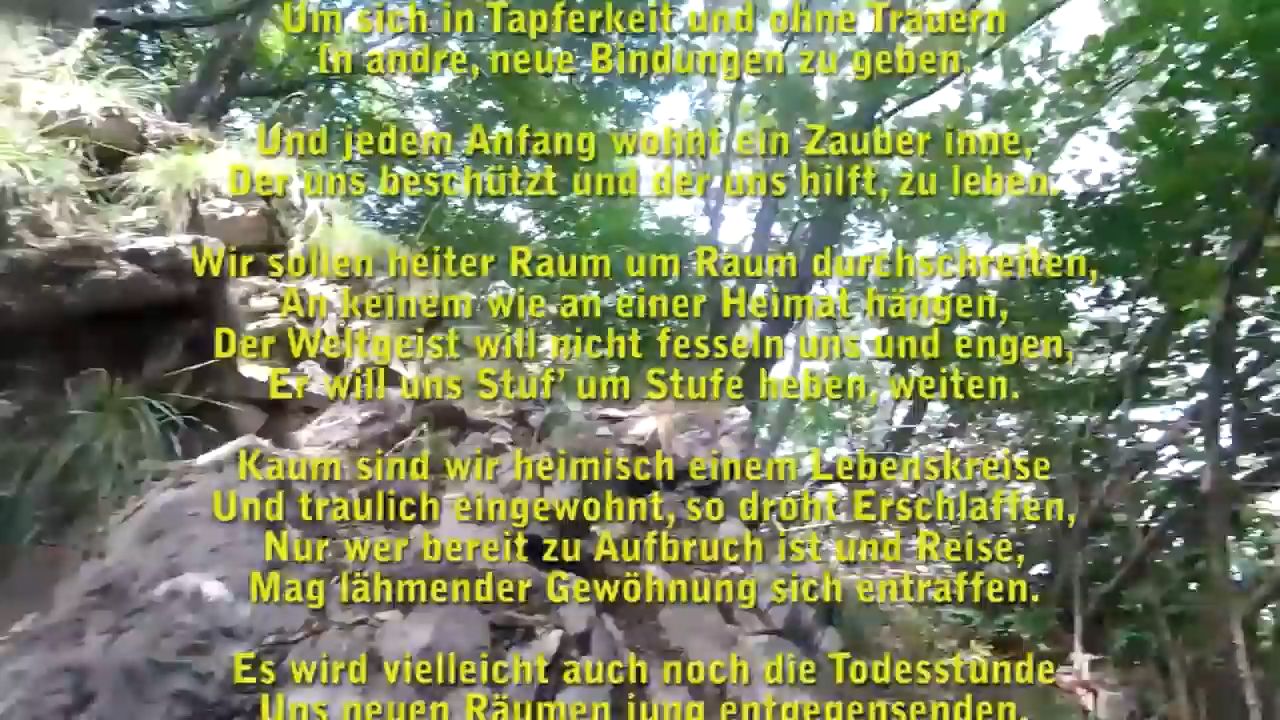 Um sich in Tapferkeit und ohne Trauern
In andre, neue Bindungen zu geben.
Und jedem Anfang wohnt ein Zauber inne,
Der uns beschützt und der uns hilft, zu leben.
Wir sollen heiter Raum um Raum durchschreiten,
An keinem wie an einer Heimat hängen,
Der Weltgeist will nicht fesseln uns und engen,
Er will uns Stuf’ um Stufe heben, weiten.
Kaum sind wir heimisch einem Lebenskreise
Und traulich eingewohnt, so droht Erschlaffen,
Nur wer bereit zu Aufbruch ist und Reise,
Mag lähmender Gewöhnung sich entraffen.
Es wird vielleicht auch noch die Todesstunde
Uns neuen Räumen jung entgegensenden,